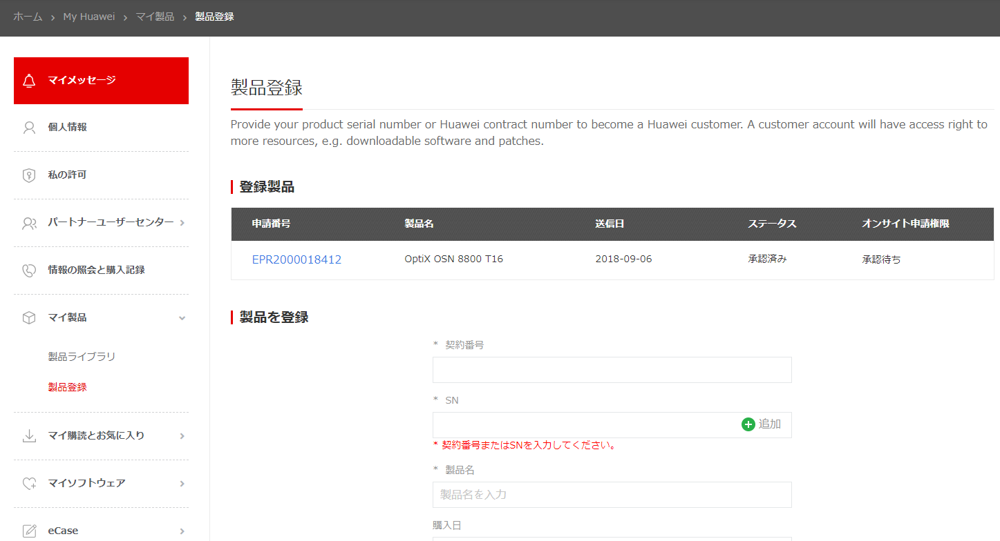 ホーム > My Huawei > マイ製品 > 製品登録
マイメッセージ
個人情報
私の許可
パートナーユーザーセンター
情報の照会と購入記録
マイ製品
製品ライブラリ
製品登録
マイ購読とお気に入り
マイソフトウェア
eCase
製品登録
Provide your product serial number or Huawei contract number to become a Huawei customer. A customer account will have access right to
more resources, e.g. downloadable software and patches.
登録製品
申請番号 製品名 送信日 ステータス オンサイト申請権限
EPR2000018412 OptiX OSN 8800 T16 2018-09-06 承認済み 承認待ち
製品を登録
* 契約番号
* SN
追加
* 契約番号またはSNを入力してください。
* 製品名
製品名を入力
購入日